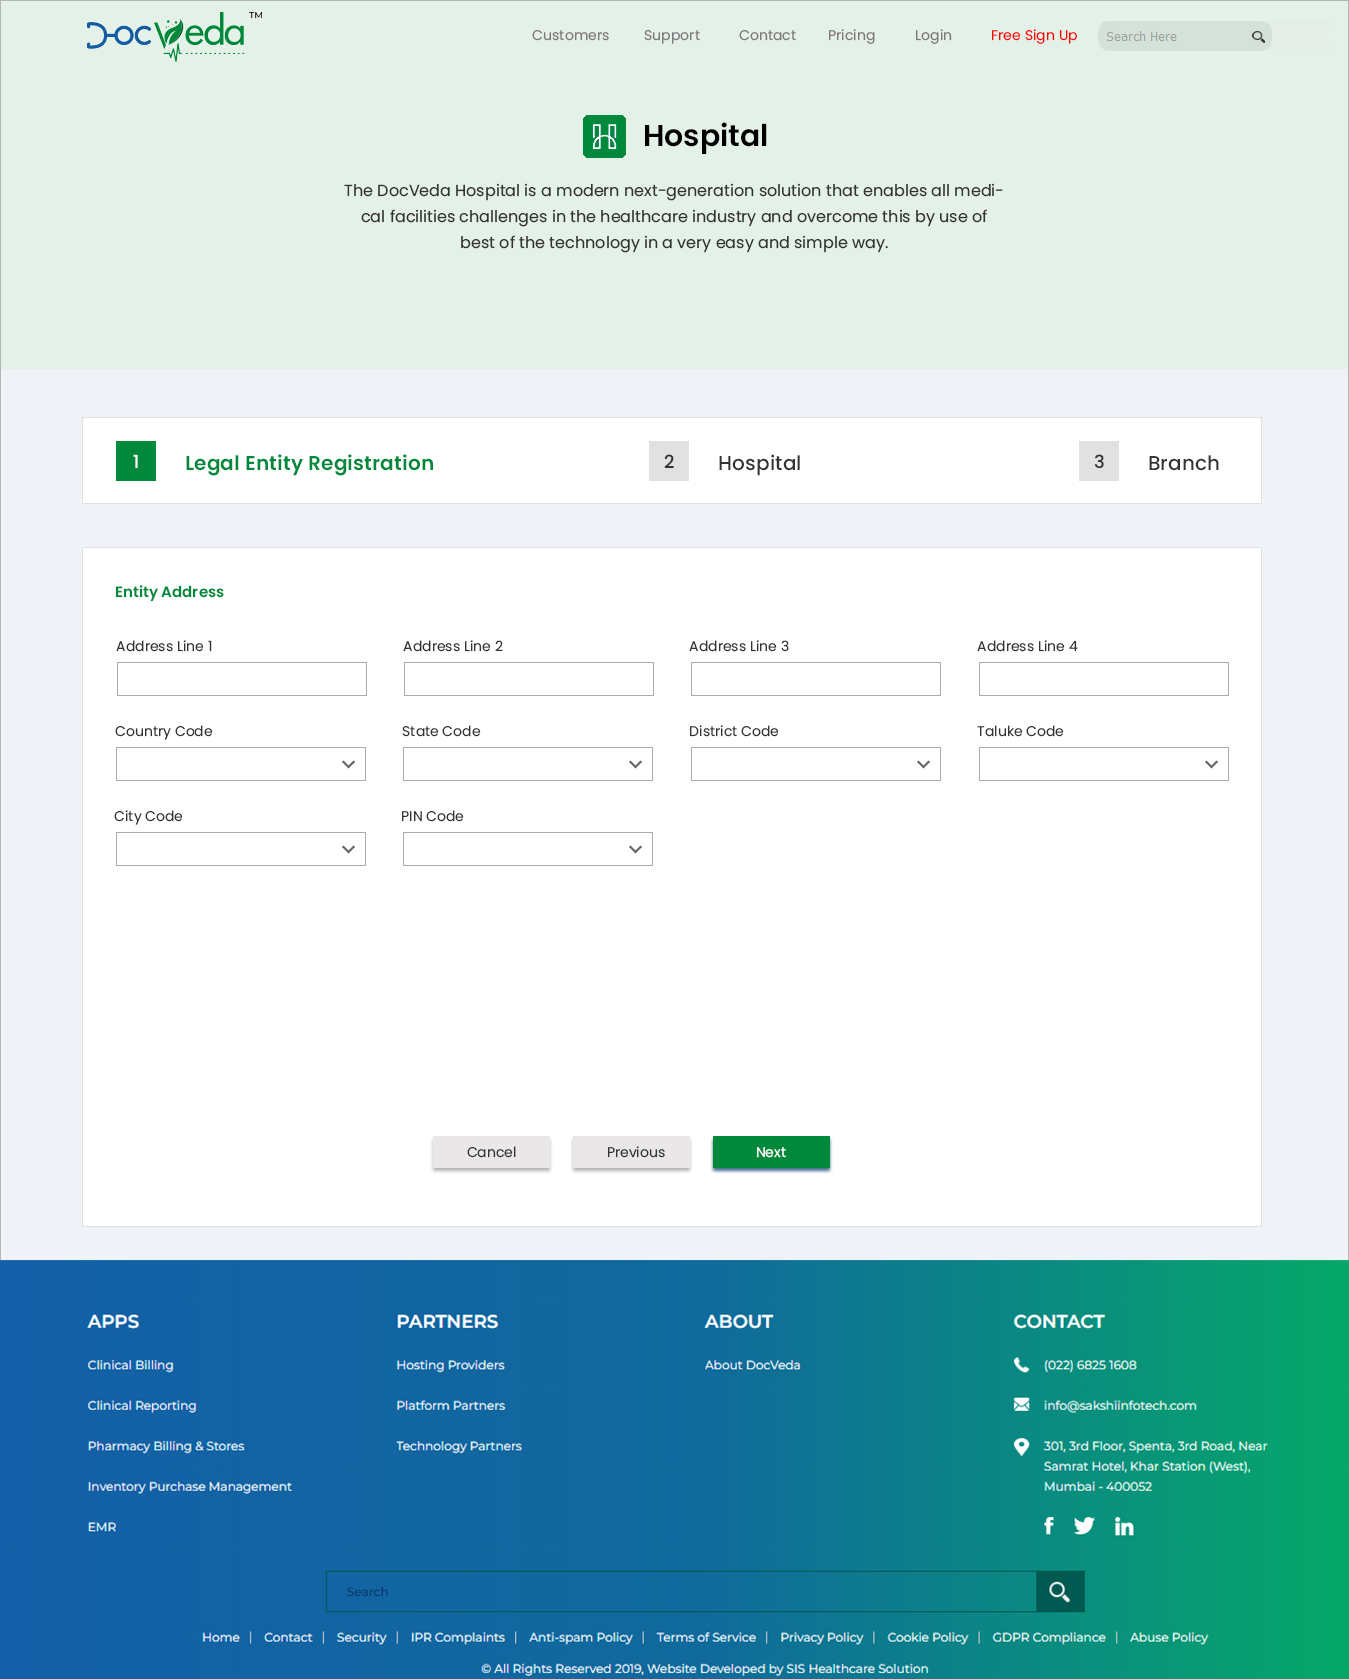 DocVeda TM
Customers Support Contact Pricing Login Free Sign Up Search Here
Hospital
The DocVeda Hospital is a modern next-generation solution that enables all medi-
cal facilities challenges in the healthcare industry and overcome this by use of
best of the technology in a very easy and simple way.
1 Legal Entity Registration 2 Hospital 3 Branch
Entity Address
Address Line 1 Address Line 2 Address Line 3 Address Line 4
Country Code State Code District Code Taluke Code
City Code PIN Code
Cancel Previous Next
APPS PARTNERS ABOUT CONTACT
Clinical Billing Hosting Providers About DocVeda (022) 6825 1608
Clinical Reporting Platform Partners info@sakshiinfotech.com
Pharmacy Billing & Stores Technology Partners 301, 3rd Floor, Spenta, 3rd Road, Near
Samrat Hotel, Khar Station (West),
Inventory Purchase Management Mumbai - 400052
EMR
Search
Home | Contact | Security | IPR Complaints | Anti-spam Policy | Terms of Service | Privacy Policy | Cookie Policy | GDPR Compliance | Abuse Policy
© All Rights Reserved 2019, Website Developed by SIS Healthcare Solution